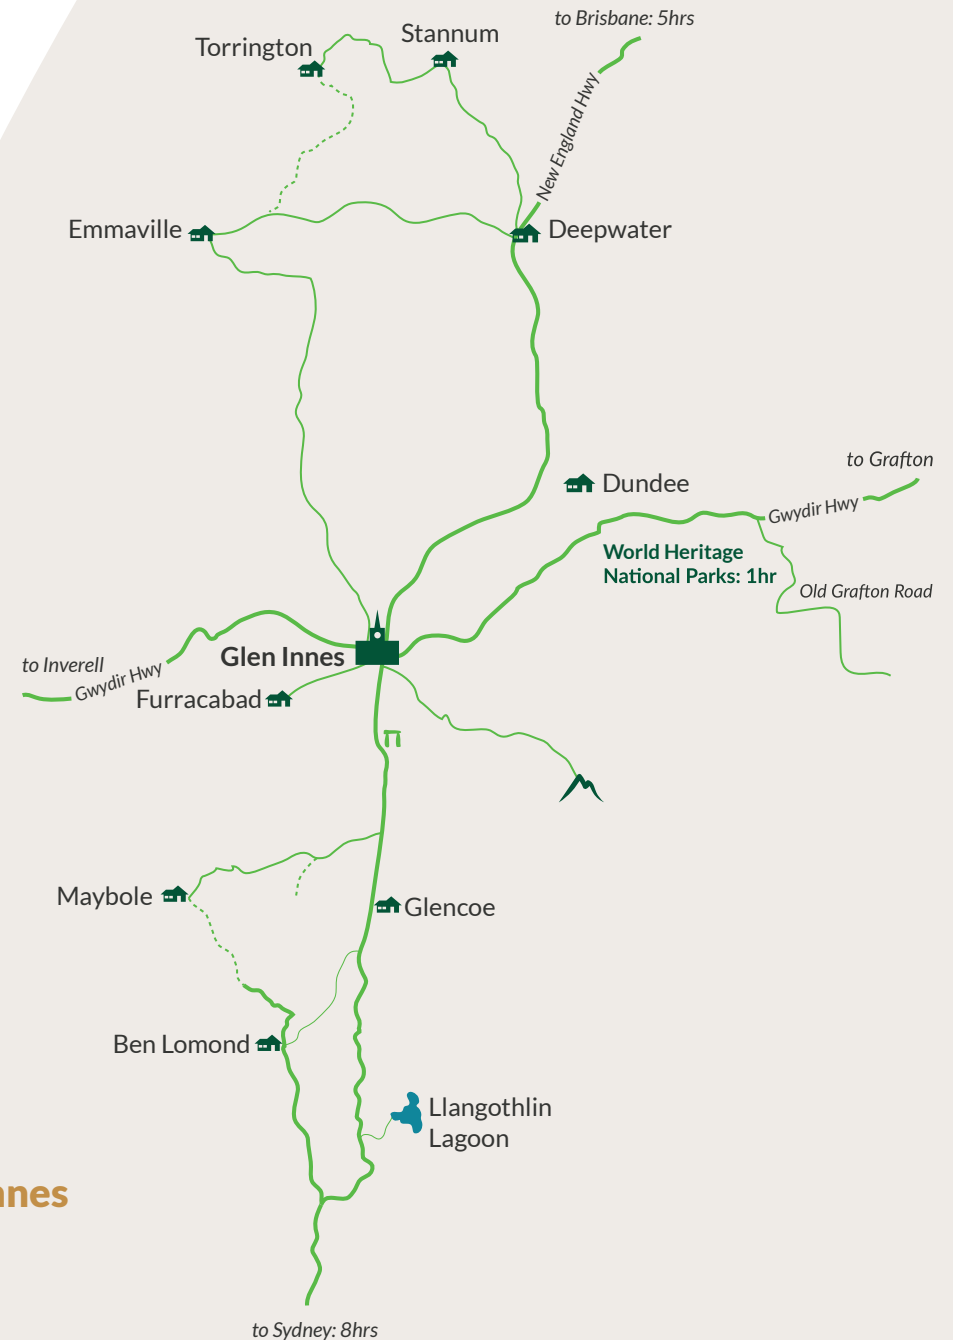 to Brisbane: 5hrs
Stannum
Torrington
New England Hwy
Emmaville
Deepwater
to Grafton
Dundee
Gwydir Hwy
World Heritage
National Parks: 1hr
Old Grafton Road
Glen Innes
to Inverell
Gwydir Hwy
Furracabad
Maybole
Glencoe
Ben Lomond
Llangothlin
Lagoon
nnes
to Sydney: 8hrs